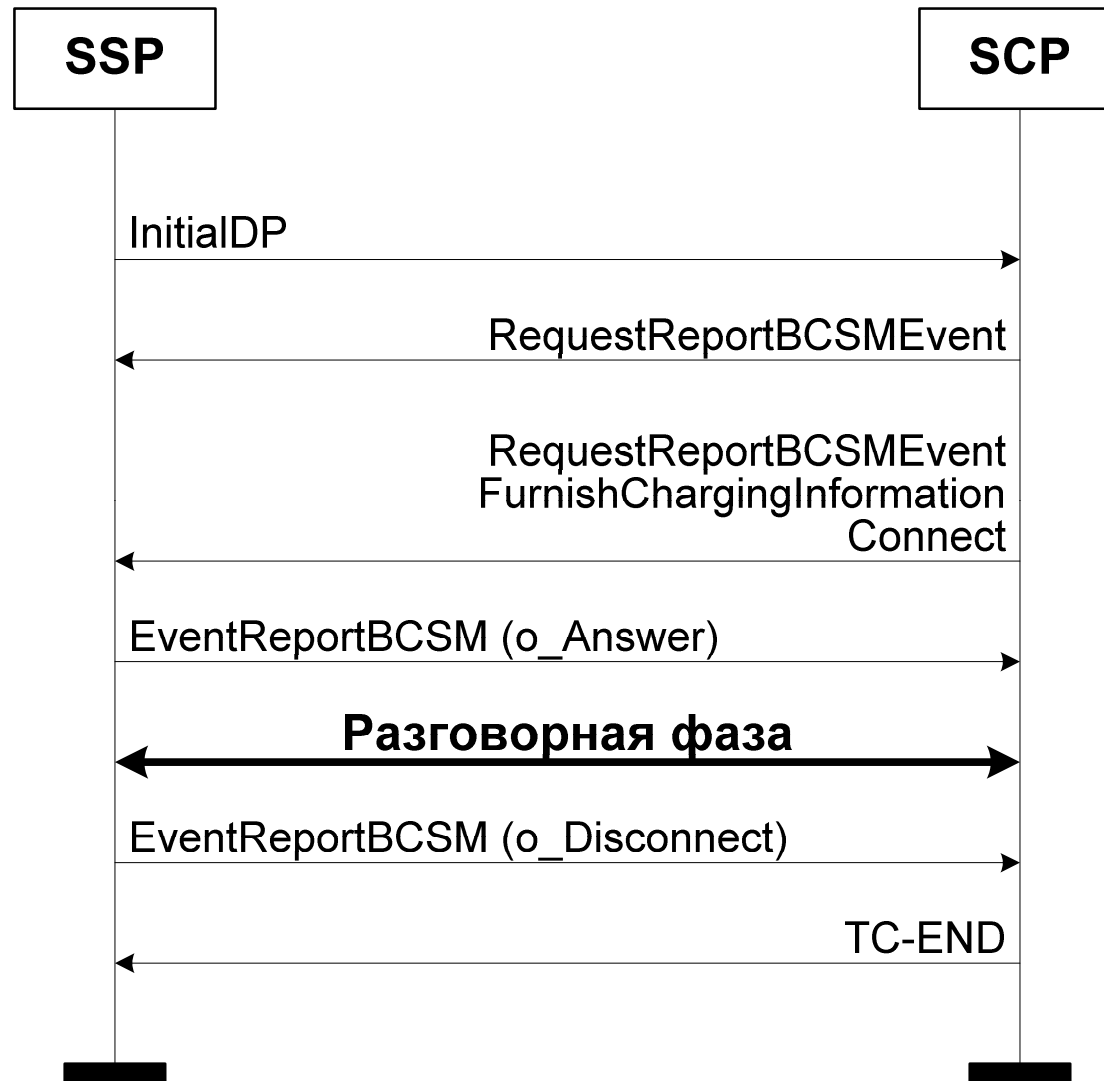 SSP
SCP
InitialDP
RequestReportBCSMEvent
RequestReportBCSMEvent
FurnishChargingInformation
Connect
EventReportBCSM (o_Answer)
Разговорная фаза
EventReportBCSM (o_Disconnect)
TC-END